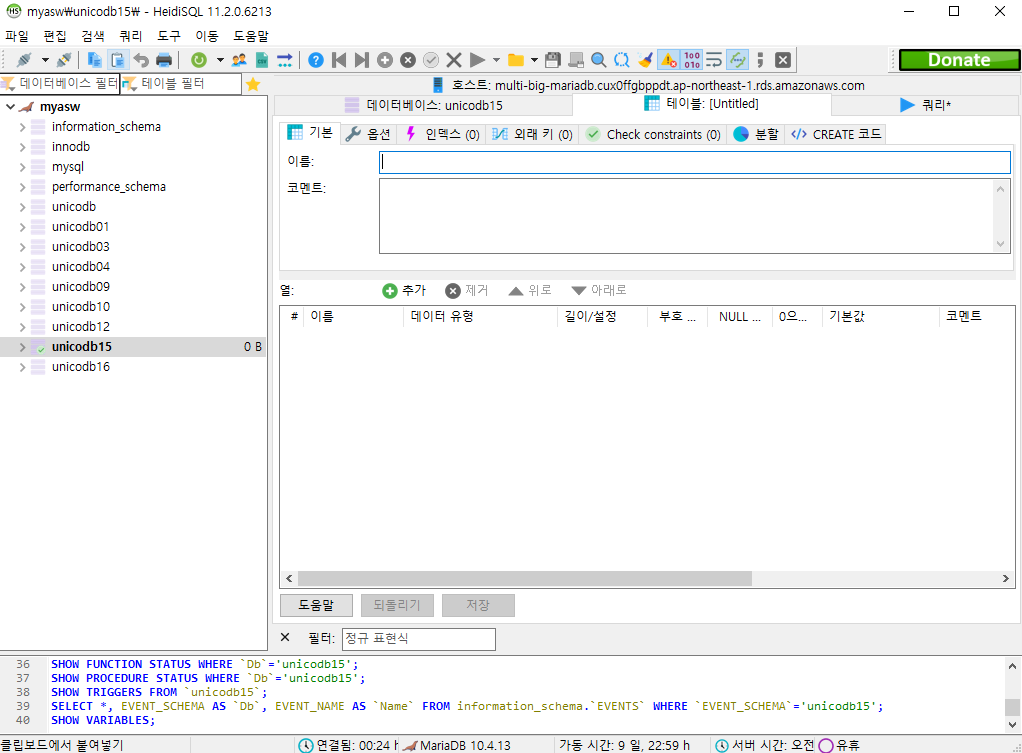 myasw\unicodb15\ - HeidiSQL 11.2.0.6213
파일 편집 검색 쿼리 도구 이동 도움말
Donate
데이터베이스 필터 테이블 필터
호스트: multi-big-mariadb.cux0ffgbppdt.ap-northeast-1.rds.amazonaws.com
데이터베이스: unicodb15 테이블: [Untitled] 쿼리*
myasw
information_schema
innodb
mysql
performance_schema
unicodb
unicodb01
unicodb03
unicodb04
unicodb09
unicodb10
unicodb12
unicodb15 0 B
unicodb16
기본 옵션 인덱스 (0) 외래 키 (0) Check constraints (0) 분할 CREATE 코드
이름:
코멘트:
열: 추가 제거 위로 아래로
# 이름 데이터 유형 길이/설정 부호 ... NULL ... 0으... 기본값 코멘트
도움말 되돌리기 저장
필터: 정규 표현식
36 SHOW FUNCTION STATUS WHERE `Db`='unicodb15';
37 SHOW PROCEDURE STATUS WHERE `Db`='unicodb15';
38 SHOW TRIGGERS FROM `unicodb15`;
39 SELECT *, EVENT_SCHEMA AS `Db`, EVENT_NAME AS `Name` FROM information_schema.`EVENTS` WHERE `EVENT_SCHEMA`='unicodb15';
40 SHOW VARIABLES;
클립보드에서 붙여넣기 연결됨: 00:24 h MariaDB 10.4.13 가동 시간: 9 일, 22:59 h 서버 시간: 오전 유휴